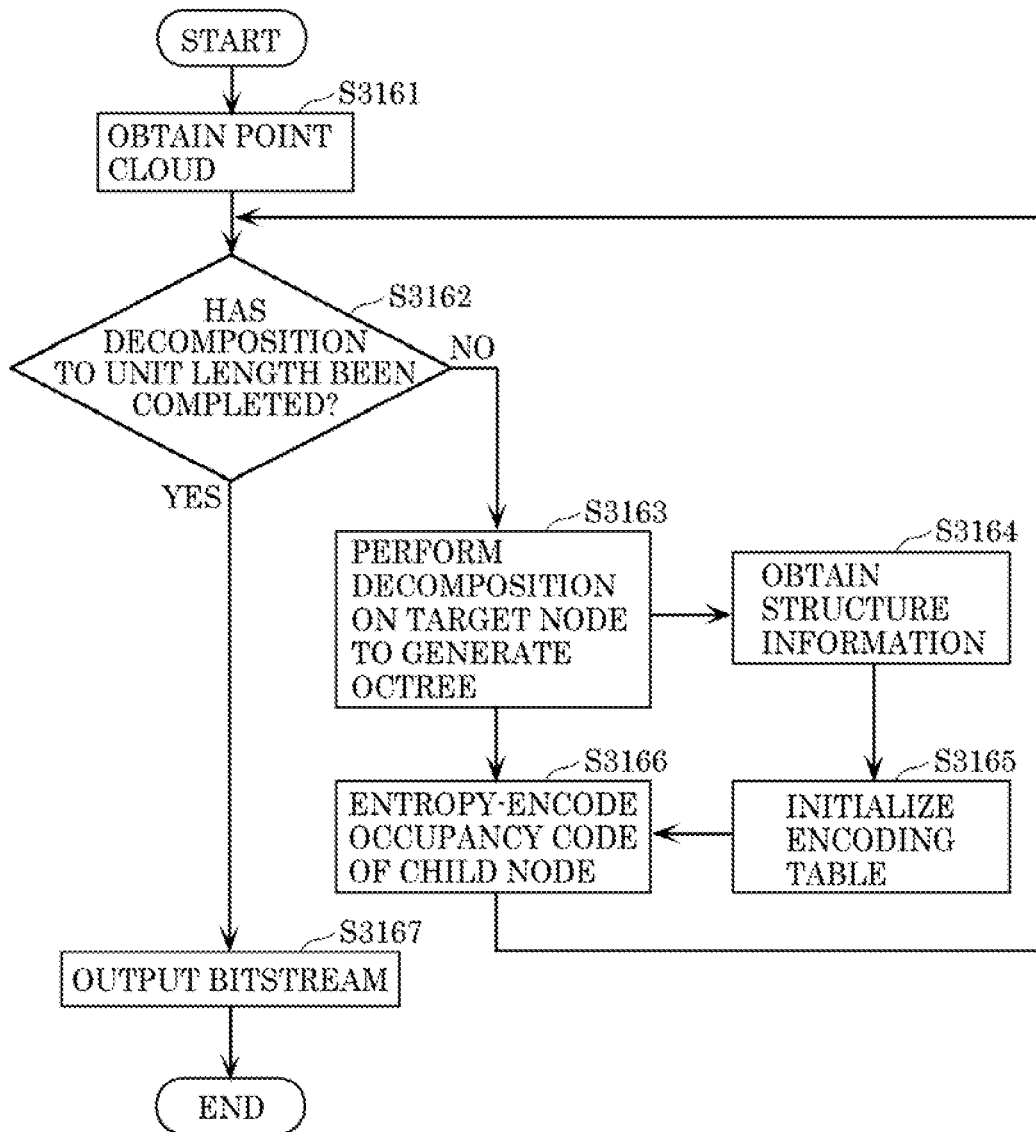 START
S3161
OBTAIN POINT
CLOUD
S3162
HAS
DECOMPOSITION
TO UNIT LENGTH BEEN
COMPLETED?
NO
YES
S3163
PERFORM
DECOMPOSITION
ON TARGET NODE
TO GENERATE
OCTREE
S3164
OBTAIN
STRUCTURE
INFORMATION
S3165
INITIALIZE
ENCODING
TABLE
S3166
ENTROPY-ENCODE
OCCUPANCY CODE
OF CHILD NODE
S3167
OUTPUT BITSTREAM
END